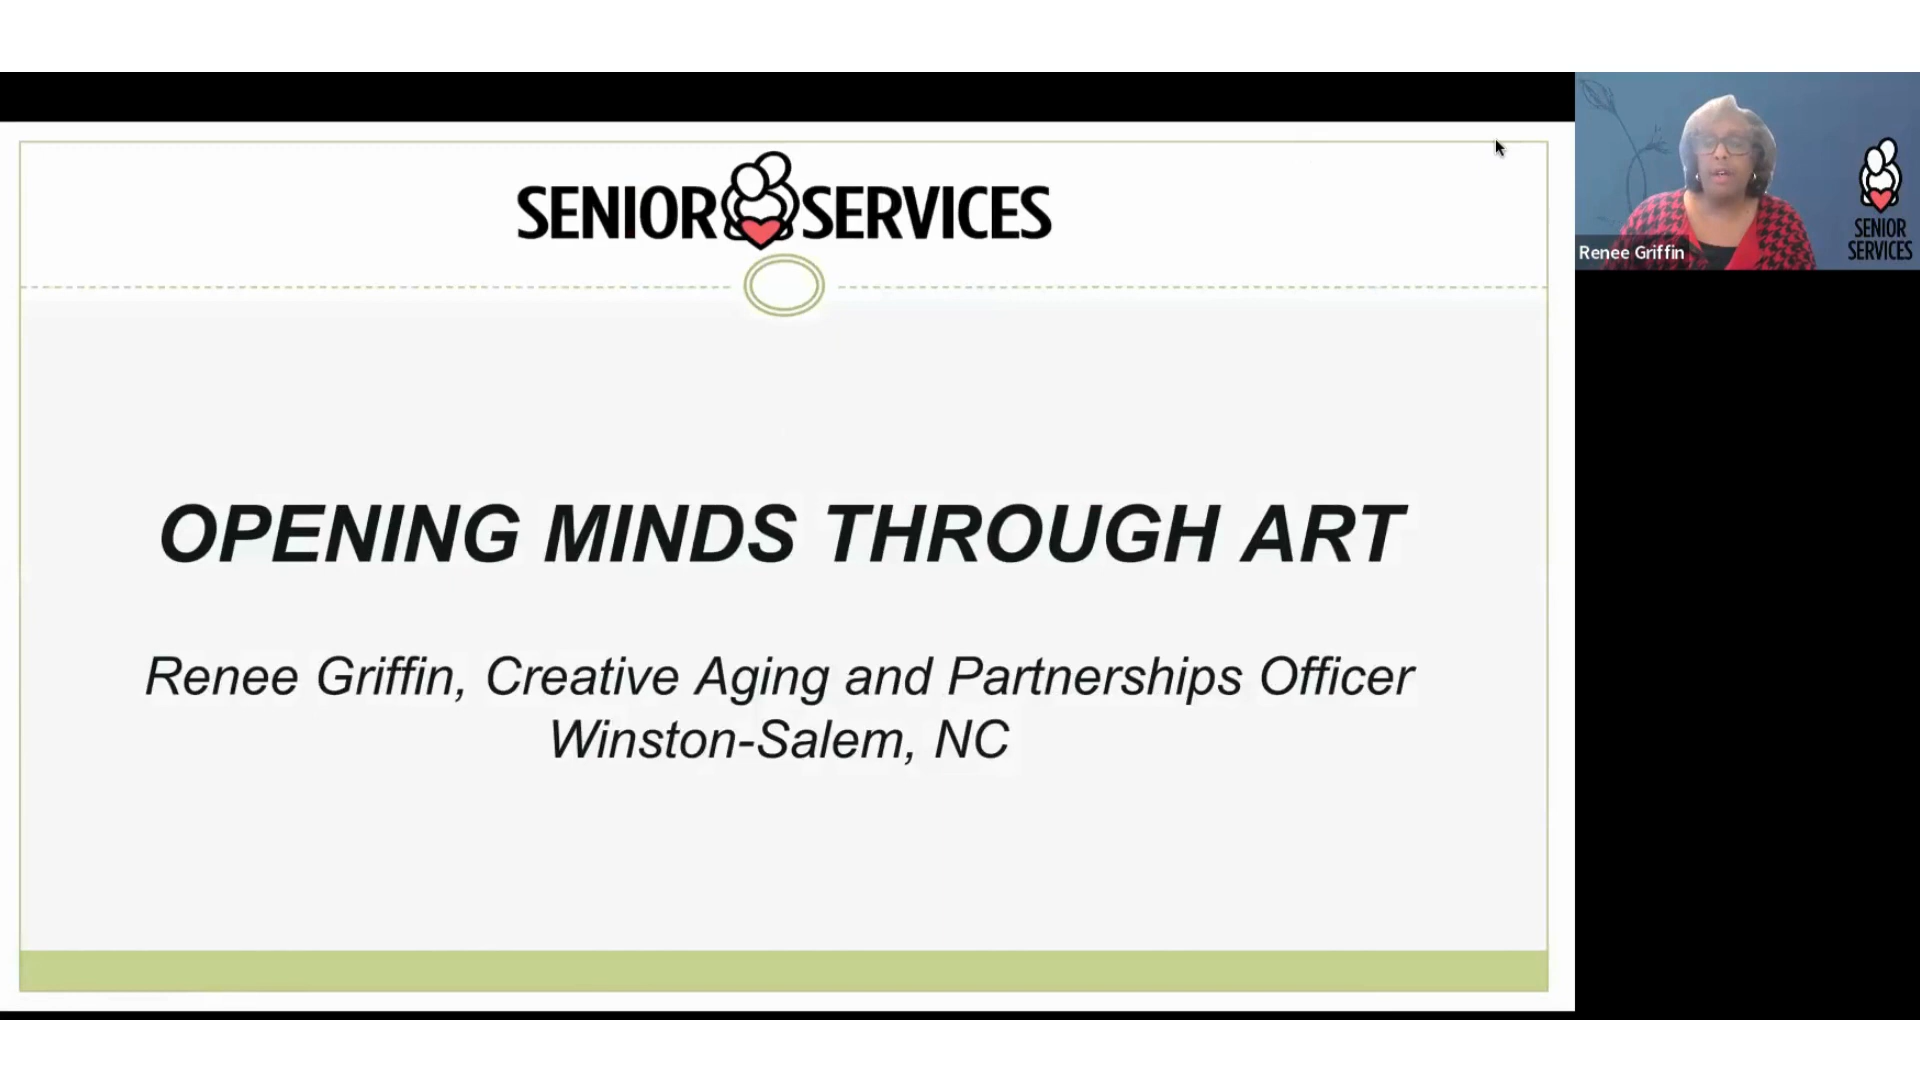 SENIOR SERVICES
OPENING MINDS THROUGH ART
Renee Griffin, Creative Aging and Partnerships Officer
Winston-Salem, NC
Renee Griffin
SENIOR
SERVICES